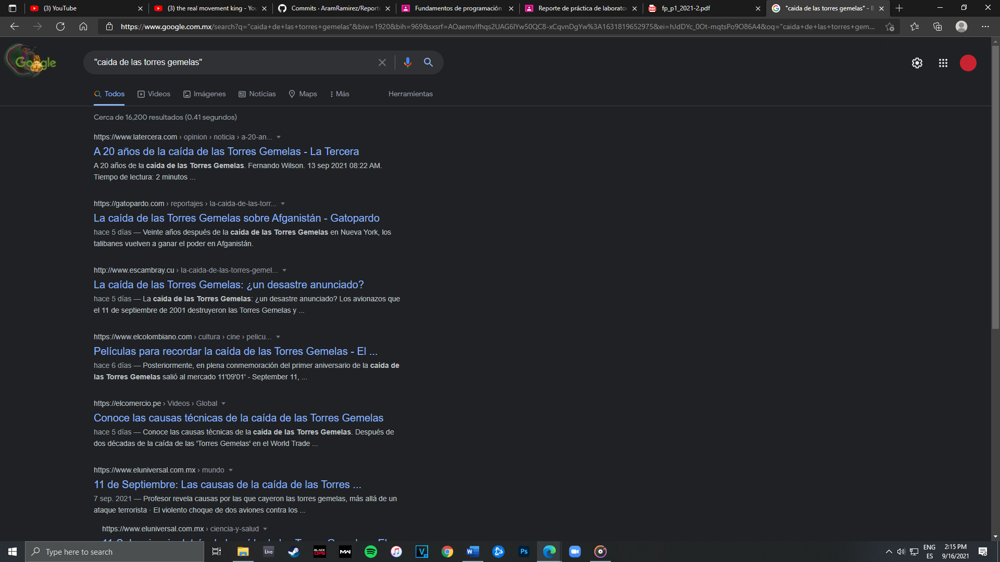 (3) YouTube
(3) the real movement king - You
Commits · AramRamirez/Reporte
Fundamentos de programación
Reporte de práctica de laborator
fp_p1_2021-2.pdf
"caida de las torres gemelas" - B
https://www.google.com.mx/search?q="caida+de+las+torres+gemelas"&biw=1920&bih=969&sxsrf=AOaemvIfhqs2UAG6IYw50QC8-xCqvnDgYw%3A1631819652975&ei=hJdDYc_0Ot-mqtsPo9O86A4&oq="caida+de+las+torres+gem...
Google
"caida de las torres gemelas"
Todos
Videos
Imágenes
Noticias
Maps
Más
Herramientas
Cerca de 16,200 resultados (0.41 segundos)
https://www.latercera.com › opinion › noticia › a-20-an...
A 20 años de la caída de las Torres Gemelas - La Tercera
A 20 años de la caída de las Torres Gemelas. Fernando Wilson. 13 sep 2021 08:22 AM.
Tiempo de lectura: 2 minutos ...
https://gatopardo.com › reportajes › la-caida-de-las-torr...
La caída de las Torres Gemelas sobre Afganistán - Gatopardo
hace 5 días — Veinte años después de la caída de las Torres Gemelas en Nueva York, los
talibanes vuelven a ganar el poder en Afganistán.
http://www.escambray.cu › la-caida-de-las-torres-gemel...
La caída de las Torres Gemelas: ¿un desastre anunciado?
hace 5 días — La caída de las Torres Gemelas: ¿un desastre anunciado? Los avionazos que
el 11 de septiembre de 2001 destruyeron las Torres Gemelas y ...
https://www.elcolombiano.com › cultura › cine › pelicu...
Películas para recordar la caída de las Torres Gemelas - El ...
hace 6 días — Posteriormente, en plena conmemoración del primer aniversario de la caída de
las Torres Gemelas salió al mercado 11'09'01' - September 11, ...
https://elcomercio.pe › Videos › Global
Conoce las causas técnicas de la caída de las Torres Gemelas
hace 5 días — Conoce las causas técnicas de la caída de las Torres Gemelas. Después de
dos décadas de la caída de las 'Torres Gemelas' en el World Trade ...
https://www.eluniversal.com.mx › mundo
11 de Septiembre: Las causas de la caída de las Torres ...
7 sep. 2021 — Profesor revela causas por las que cayeron las torres gemelas, más allá de un
ataque terrorista · El violento choque de dos aviones contra los ...
https://www.eluniversal.com.mx › ciencia-y-salud
Type here to search
Live
BLACK OPS
MW
V
Ps
ENG
ES
2:15 PM
9/16/2021